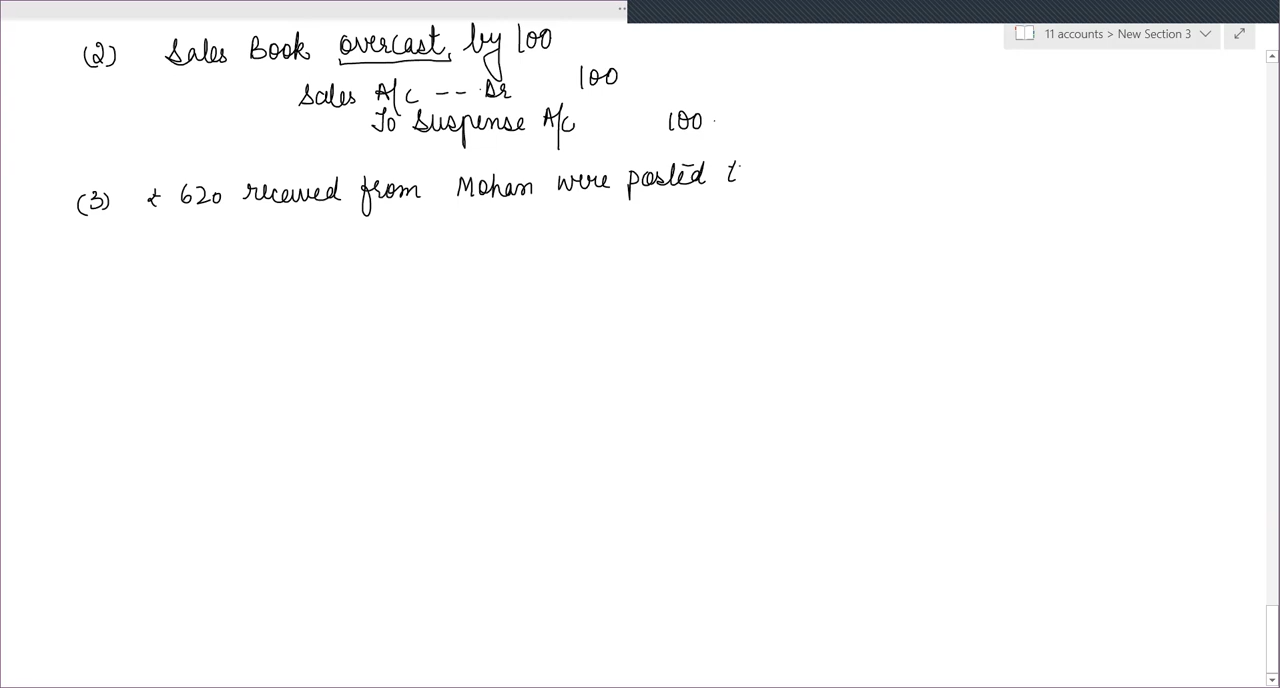 11 accounts > New Section 3
(2) Sales Book overcast by 100
Sales A/c -- Dr 100
To Suspense A/c 100
(3) ₹ 620 received from Mohan were posted t